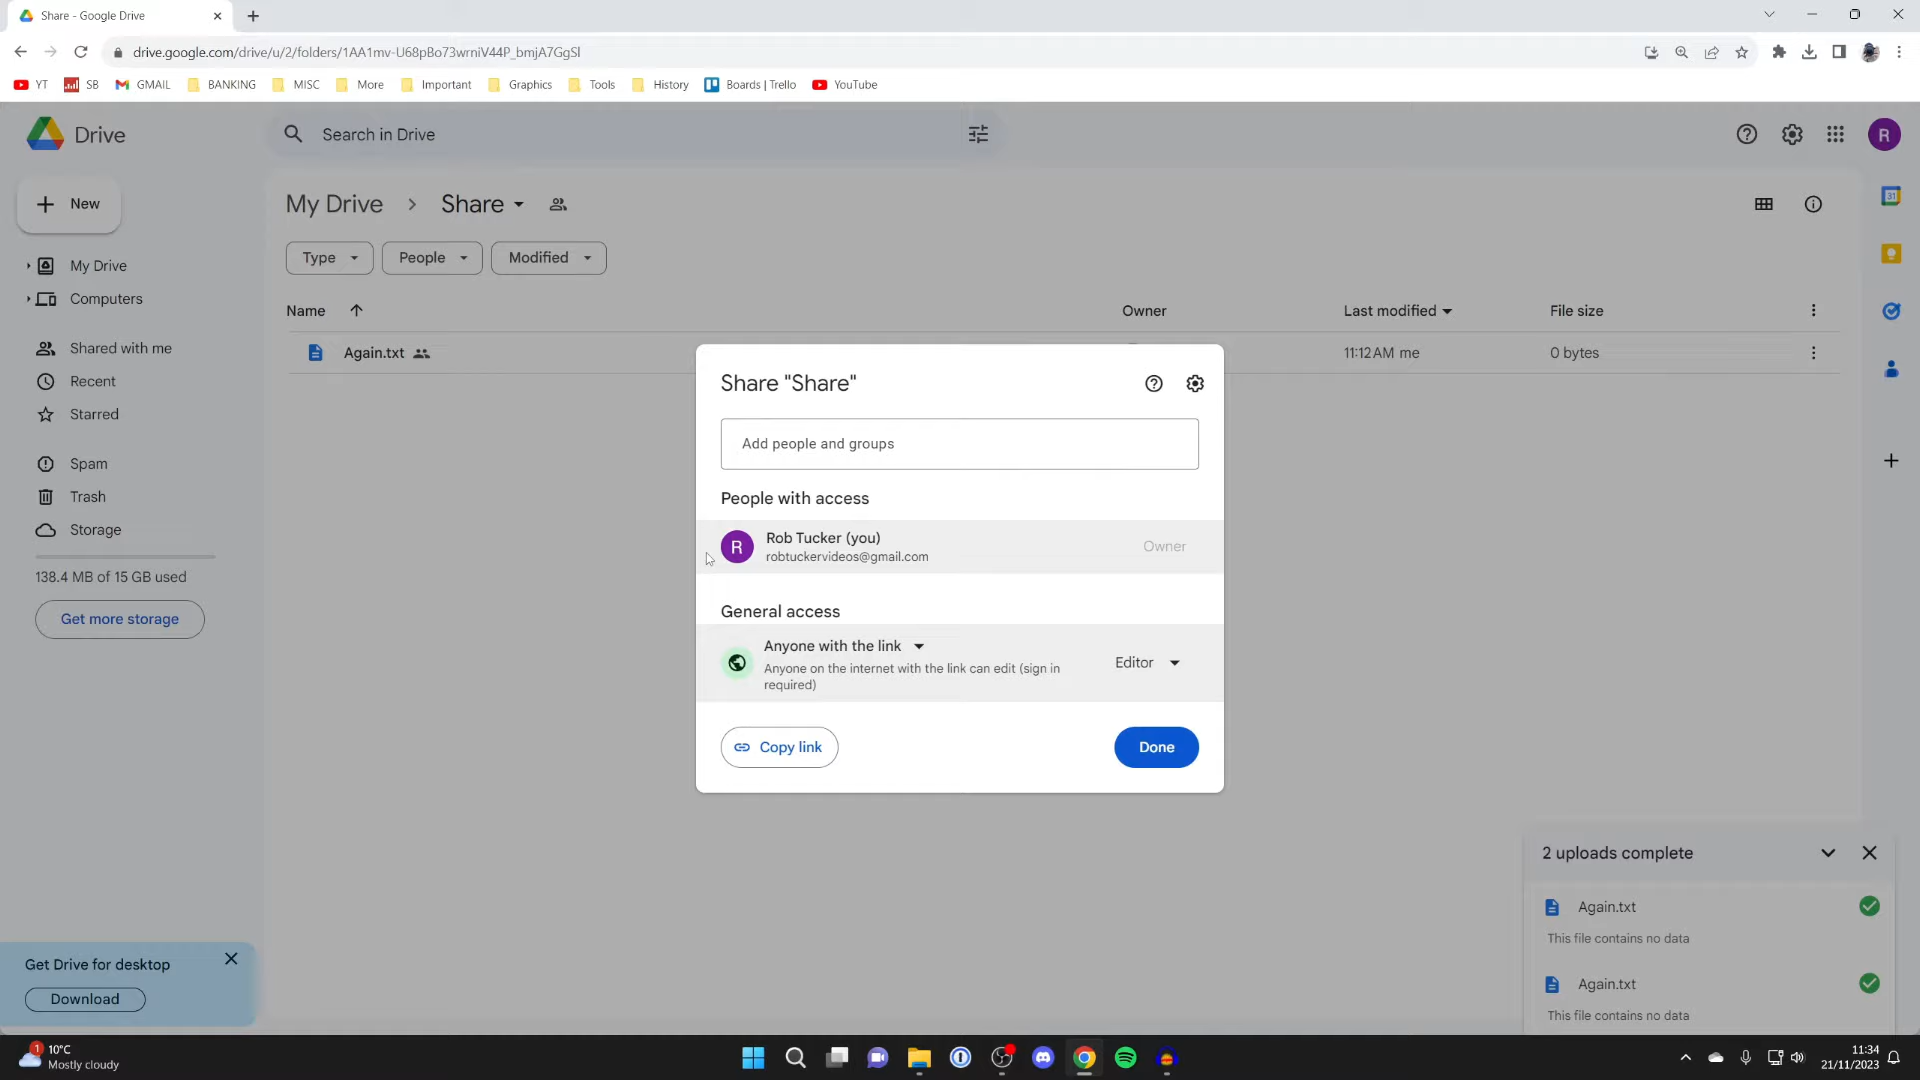 Share - Google Drive
drive.google.com/drive/u/2/folders/1AA1mv-U68pBo73wrniV44P_bmjA7GgSl
YT
SB
GMAIL
BANKING
MISC
More
Important
Graphics
Tools
History
Boards | Trello
YouTube
Drive
Search in Drive
R
New
My Drive
Share
31
Type
People
Modified
My Drive
Computers
Name
Owner
Last modified
File size
Shared with me
Again.txt
11:12 AM me
0 bytes
Recent
Starred
Spam
Trash
Storage
138.4 MB of 15 GB used
Get more storage
Share "Share"
Add people and groups
People with access
R
Rob Tucker (you)
robtuckervideos@gmail.com
Owner
General access
Anyone with the link
Anyone on the internet with the link can edit (sign in
required)
Editor
Copy link
Done
2 uploads complete
Again.txt
This file contains no data
Again.txt
This file contains no data
Get Drive for desktop
Download
1
10°C
Mostly cloudy
11:34
21/11/2023